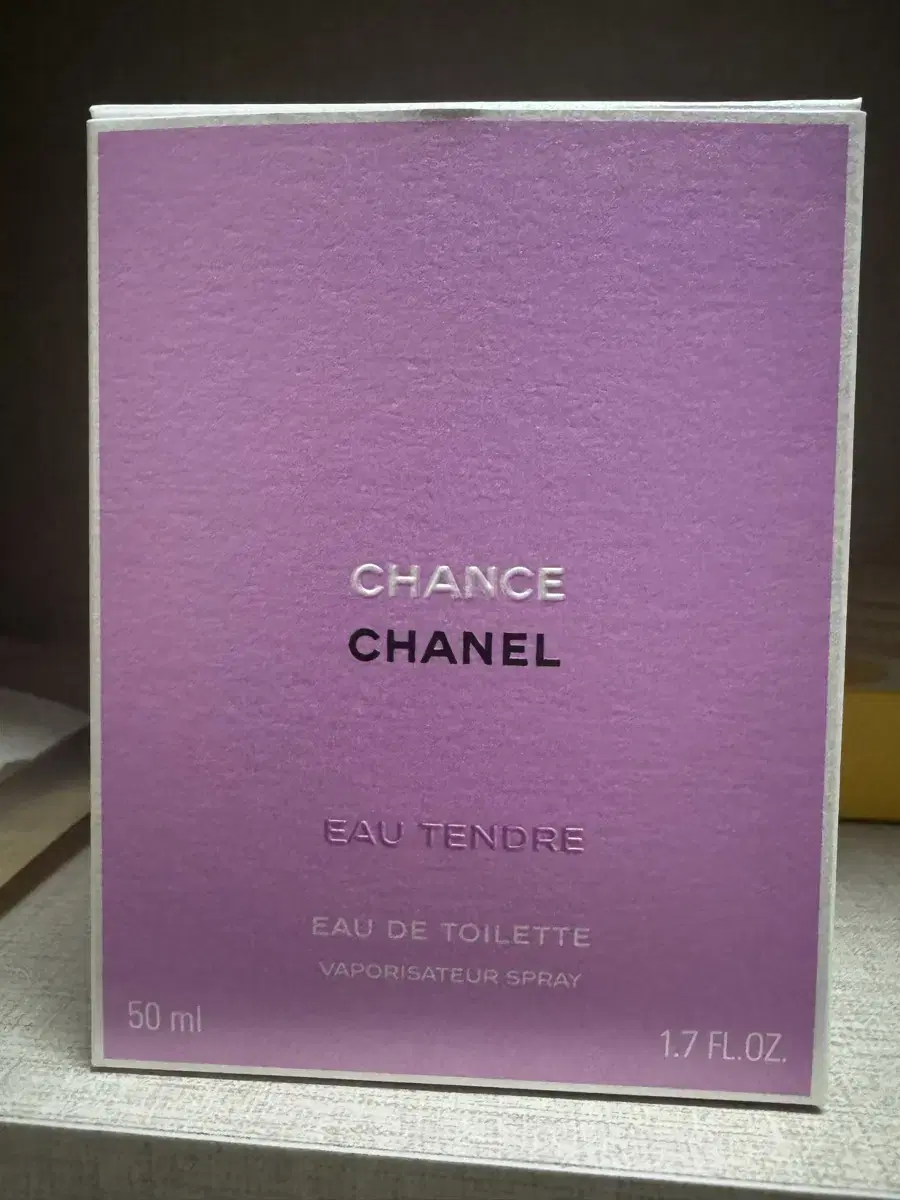 CHANCE
CHANEL
EAU TENDRE
EAU DE TOILETTE
VAPORISATEUR SPRAY
50 ml
1.7 FL.OZ.